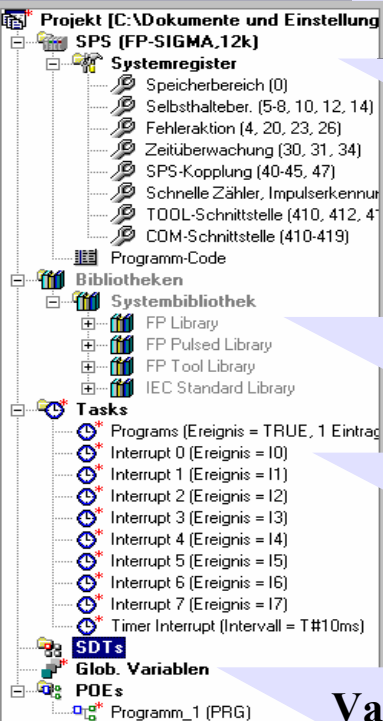 Projekt [C:\Dokumente und Einstellung
SPS (FP-SIGMA,12k)
Systemregister
Speicherbereich (0)
Selbsthalteber. (5-8, 10, 12, 14)
Fehleraktion (4, 20, 23, 26)
Zeitüberwachung (30, 31, 34)
SPS-Kopplung (40-45, 47)
Schnelle Zähler, Impulserkennur
TOOL-Schnittstelle (410, 412, 41
COM-Schnittstelle (410-419)
Programm-Code
Bibliotheken
Systembibliothek
FP Library
FP Pulsed Library
FP Tool Library
IEC Standard Library
Tasks
Programs (Ereignis = TRUE, 1 Eintrag
Interrupt 0 (Ereignis = I0)
Interrupt 1 (Ereignis = I1)
Interrupt 2 (Ereignis = I2)
Interrupt 3 (Ereignis = I3)
Interrupt 4 (Ereignis = I4)
Interrupt 5 (Ereignis = I5)
Interrupt 6 (Ereignis = I6)
Interrupt 7 (Ereignis = I7)
Timer Interrupt (Intervall = T#10ms)
SDTs
Glob. Variablen
POEs
Programm_1 (PRG)
Va